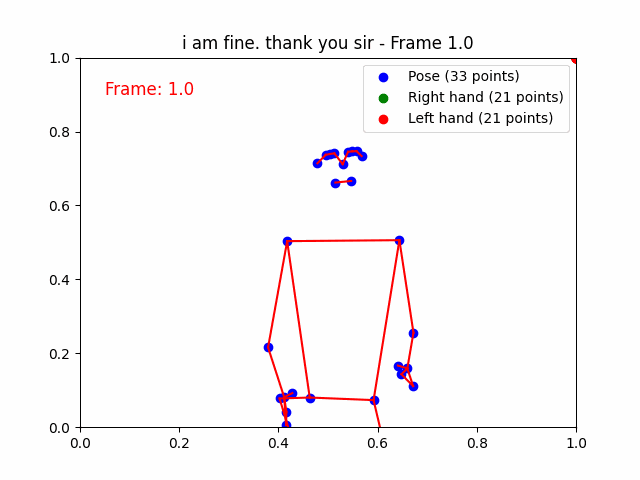 i am fine. thank you sir - Frame 1.0
Frame: 1.0
Pose (33 points)
Right hand (21 points)
Left hand (21 points)
1.0
0.8
0.6
0.4
0.2
0.0
0.0 0.2 0.4 0.6 0.8 1.0